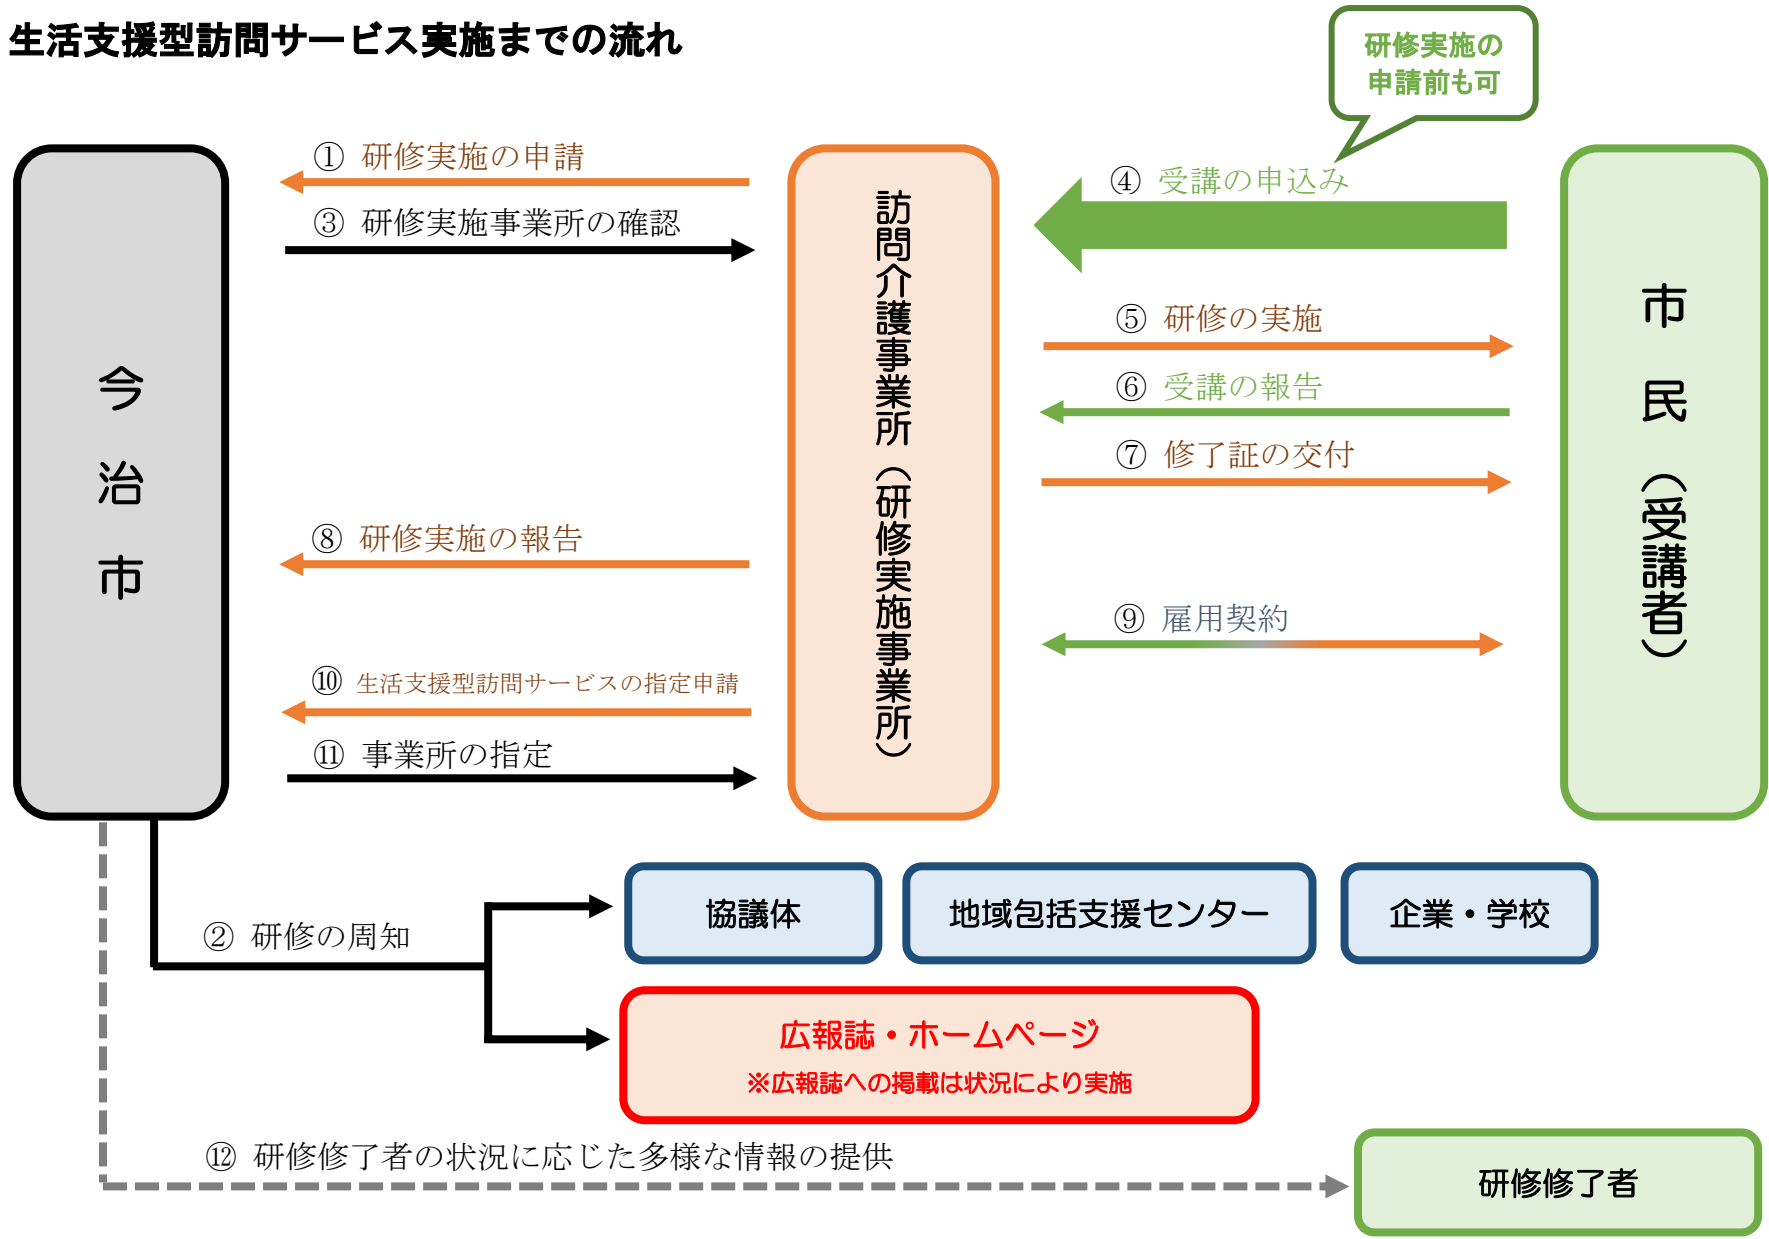 生活支援型訪問サービス実施までの流れ
研修実施の
申請前も可
① 研修実施の申請
③ 研修実施事業所の確認
④ 受講の申込み
⑤ 研修の実施
⑥ 受講の報告
⑦ 修了証の交付
⑧ 研修実施の報告
⑨ 雇用契約
⑩ 生活支援型訪問サービスの指定申請
⑪ 事業所の指定
今治市
訪問介護事業所（研修実施事業所）
市民（受講者）
② 研修の周知
協議体
地域包括支援センター
企業・学校
広報誌・ホームページ
※広報誌への掲載は状況により実施
⑫ 研修修了者の状況に応じた多様な情報の提供
研修修了者